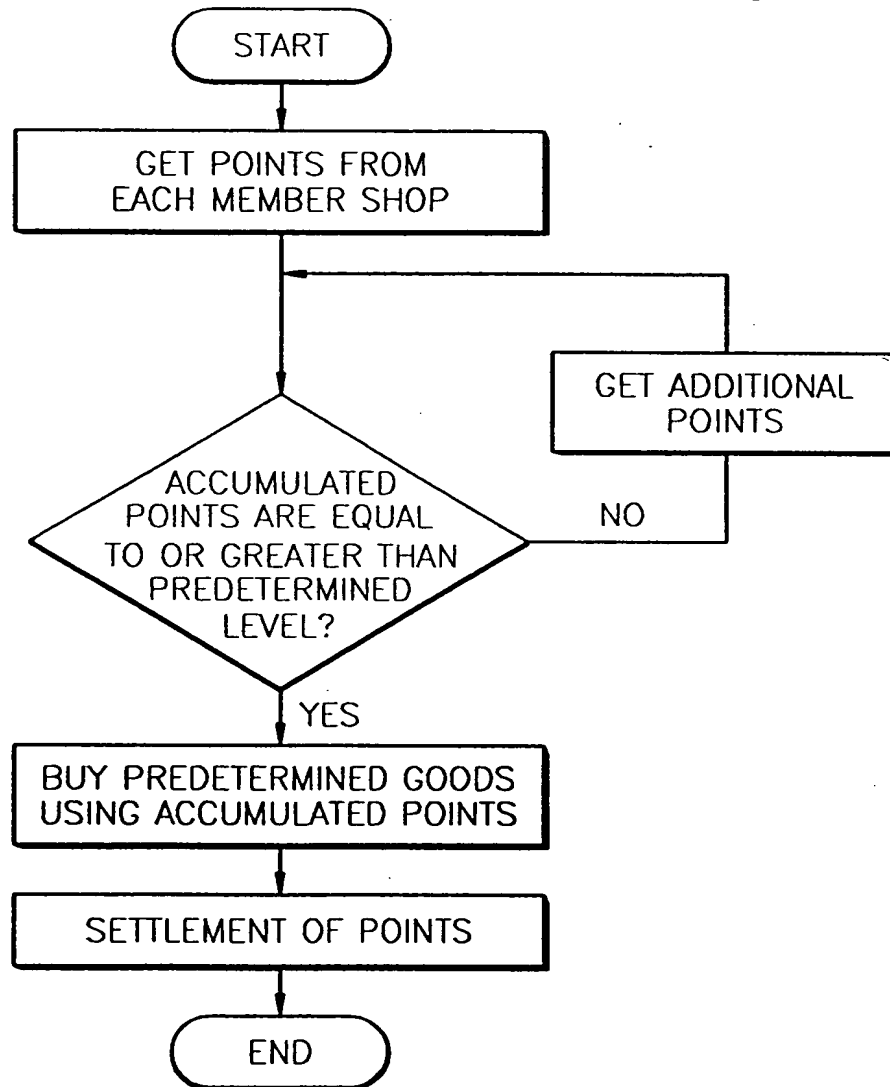 START
GET POINTS FROM
EACH MEMBER SHOP
GET ADDITIONAL
POINTS
ACCUMULATED
POINTS ARE EQUAL
TO OR GREATER THAN
PREDETERMINED
LEVEL?
NO
YES
BUY PREDETERMINED GOODS
USING ACCUMULATED POINTS
SETTLEMENT OF POINTS
END